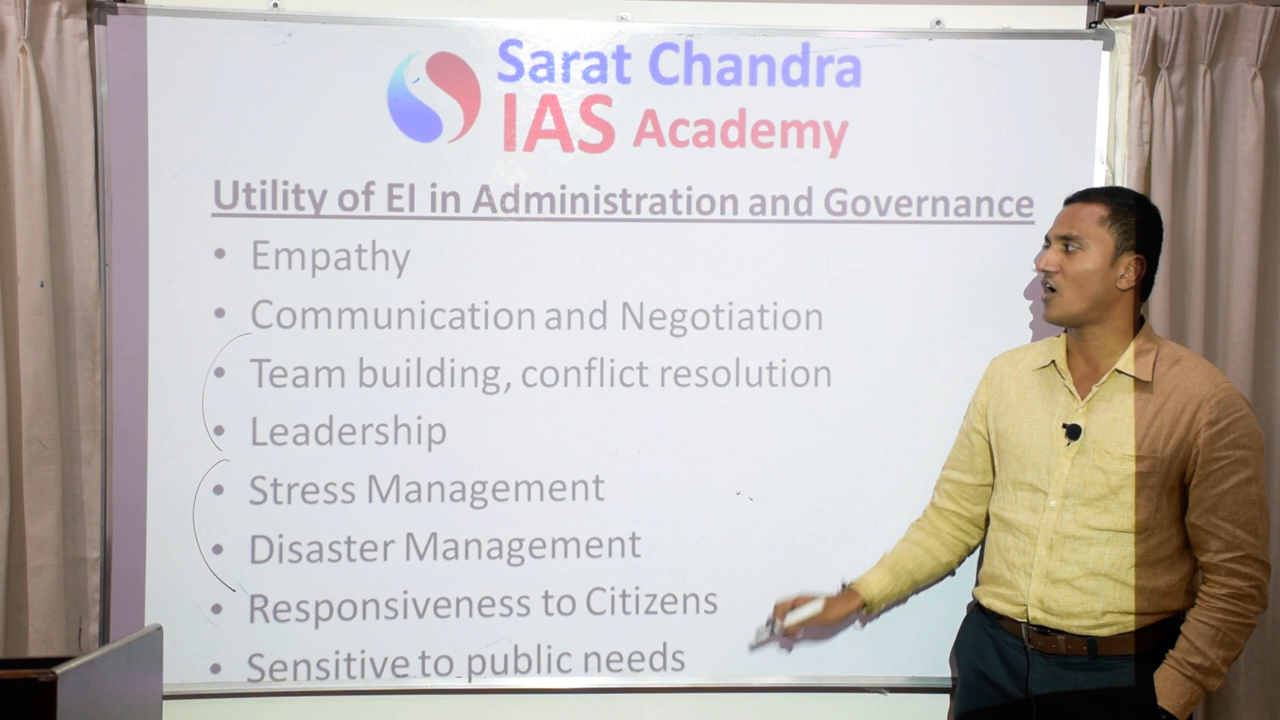 Sarat Chandra
IAS Academy
Utility of EI in Administration and Governance
• Empathy
• Communication and Negotiation
• Team building, conflict resolution
• Leadership
• Stress Management
• Disaster Management
• Responsiveness to Citizens
• Sensitive to public needs